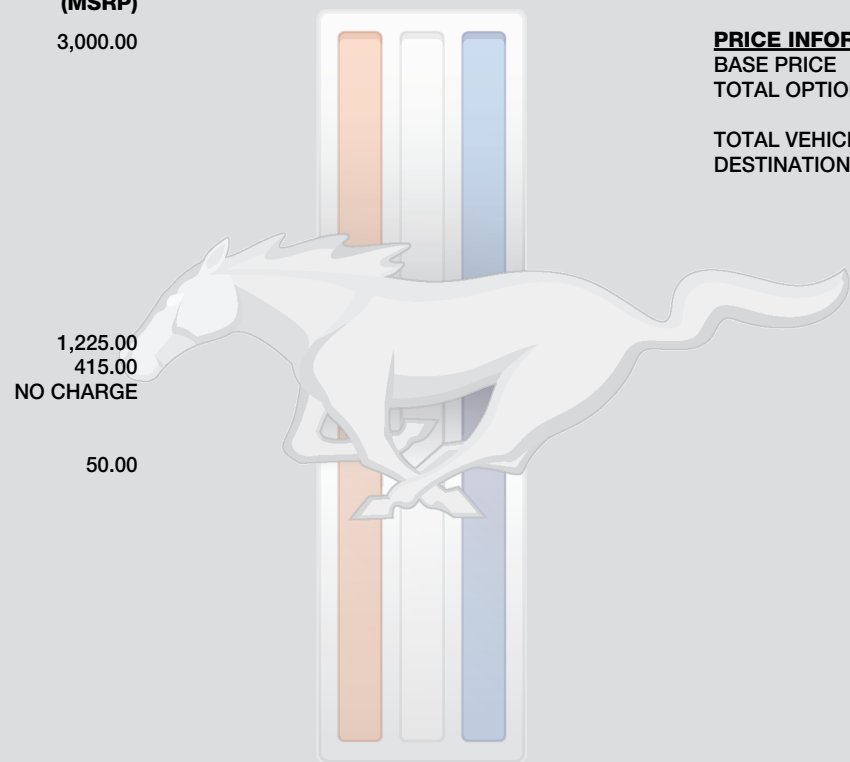 (MSRP)
3,000.00
1,225.00
415.00
NO CHARGE
50.00
PRICE INFOR
BASE PRICE
TOTAL OPTIO
TOTAL VEHICL
DESTINATION